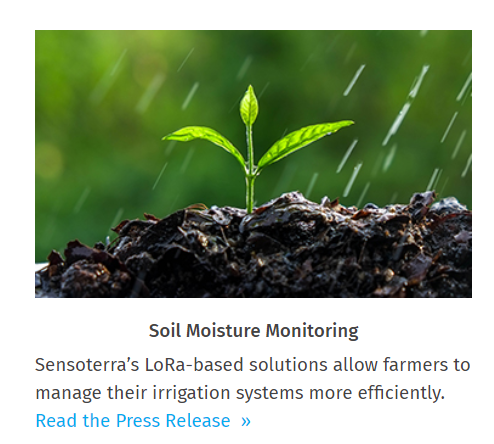 Soil Moisture Monitoring
Sensoterra’s LoRa-based solutions allow farmers to
manage their irrigation systems more efficiently.
Read the Press Release »